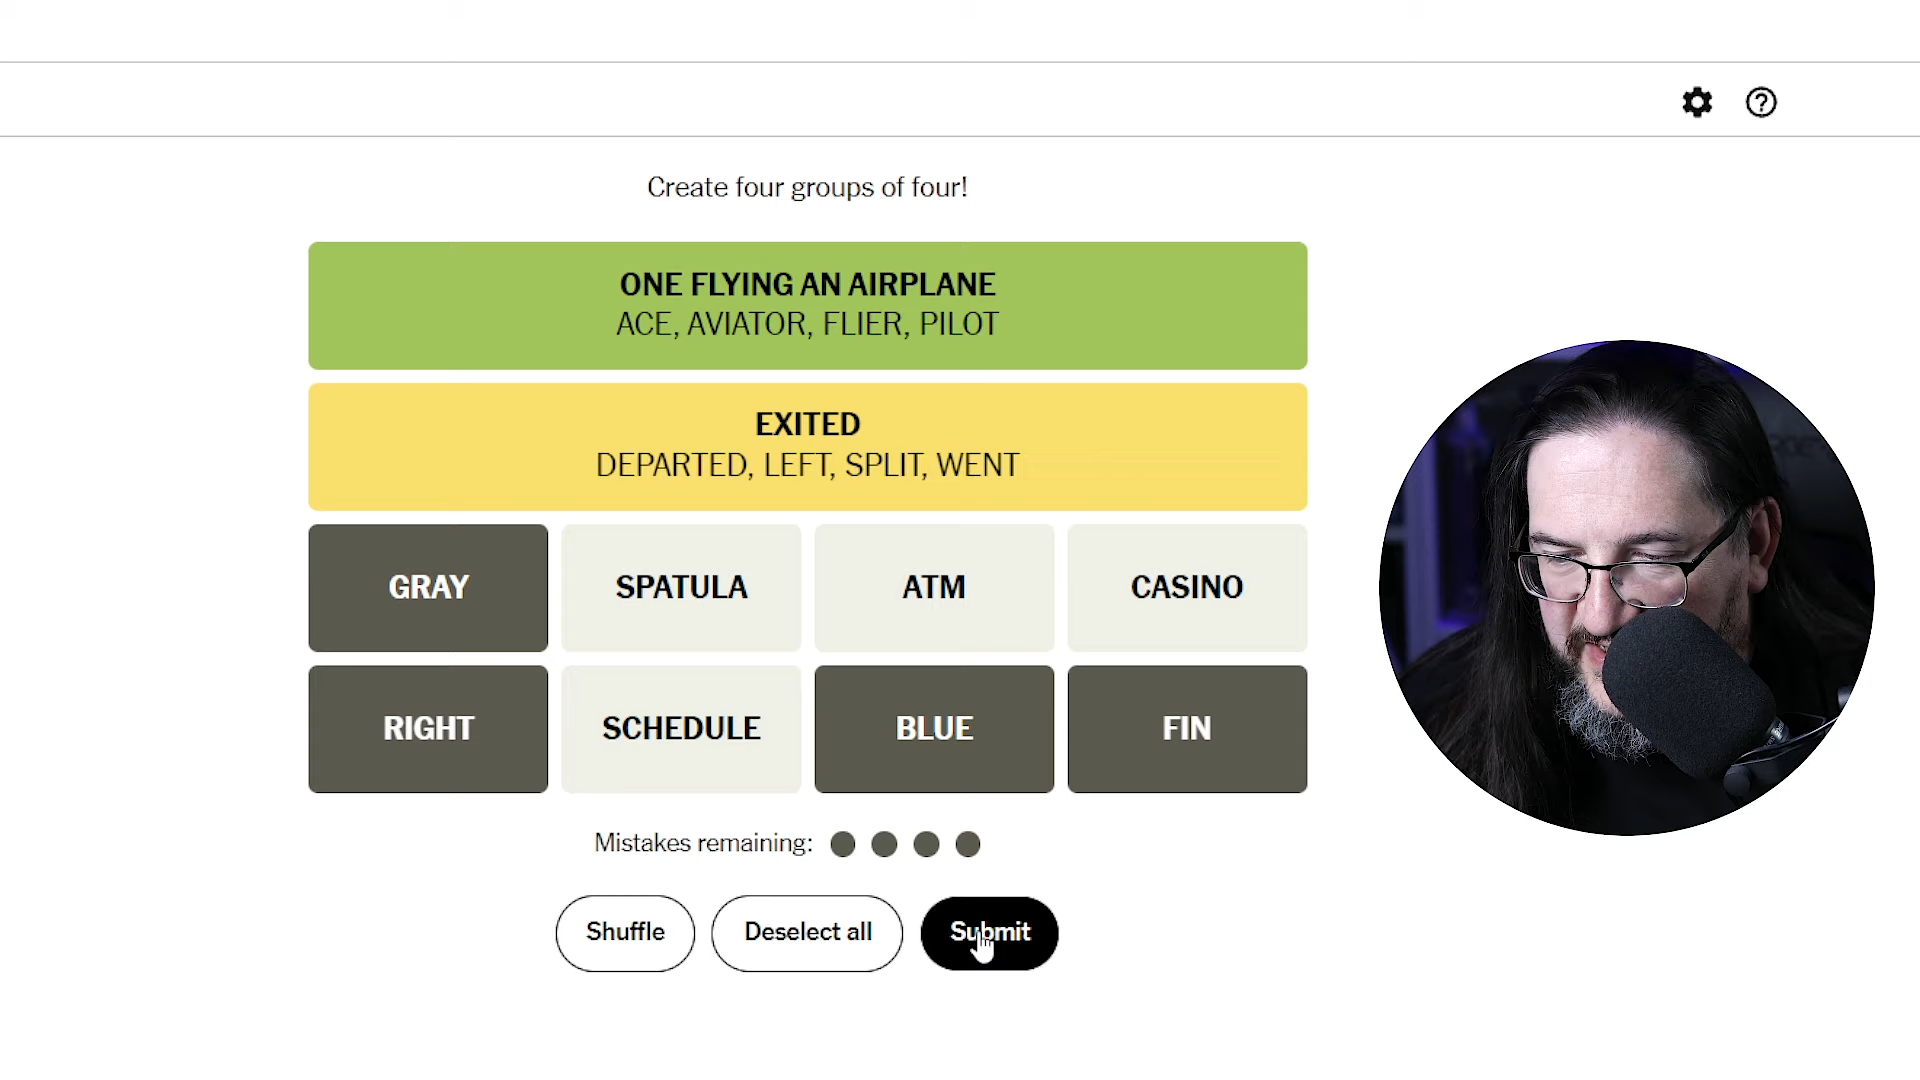 Create four groups of four!
ONE FLYING AN AIRPLANE
ACE, AVIATOR, FLIER, PILOT
EXITED
DEPARTED, LEFT, SPLIT, WENT
GRAY SPATULA ATM CASINO
RIGHT SCHEDULE BLUE FIN
Mistakes remaining:
Shuffle Deselect all Submit